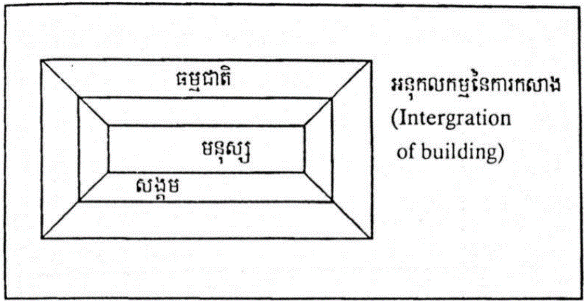 ធម្មជាតិ
មនុស្ស
សង្គម
អនុកលកម្មនៃការកសាង
(Intergration
of building)